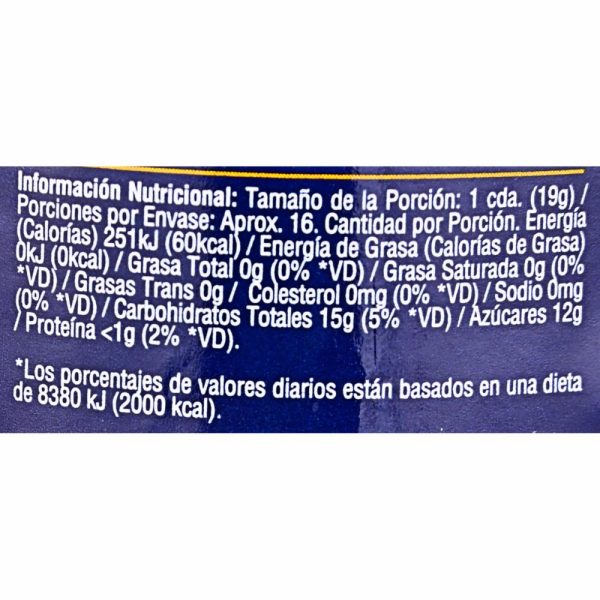 Información Nutricional: Tamaño de la Porción: 1 cda. (19g) /
Porciones por Envase: Aprox. 16. Cantidad por Porción. Energía
(Calorías) 251kJ (60kcal) / Energía de Grasa (Calorías de Grasa)
0kJ (0kcal) / Grasa Total 0g (0% *VD) / Grasa Saturada 0g (0%
*VD) / Grasas Trans 0g / Colesterol 0mg (0% *VD) / Sodio 0mg
(0% *VD) / Carbohidratos Totales 15g (5% *VD) / Azúcares 12g
/ Proteína <1g (2% *VD).
*Los porcentajes de valores diarios están basados en una dieta
de 8380 kJ (2000 kcal).